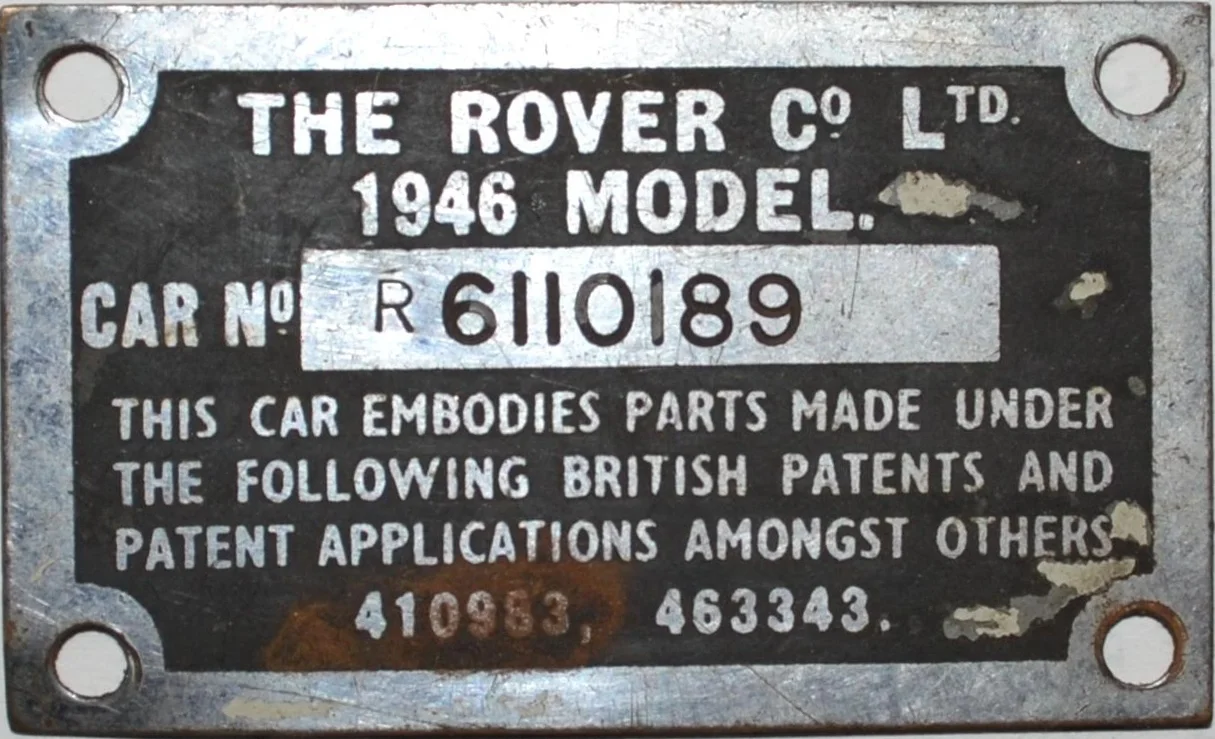 THE ROVER Cº LTD.
1946 MODEL.
CAR Nº R6110189
THIS CAR EMBODIES PARTS MADE UNDER
THE FOLLOWING BRITISH PATENTS AND
PATENT APPLICATIONS AMONGST OTHERS
463343.